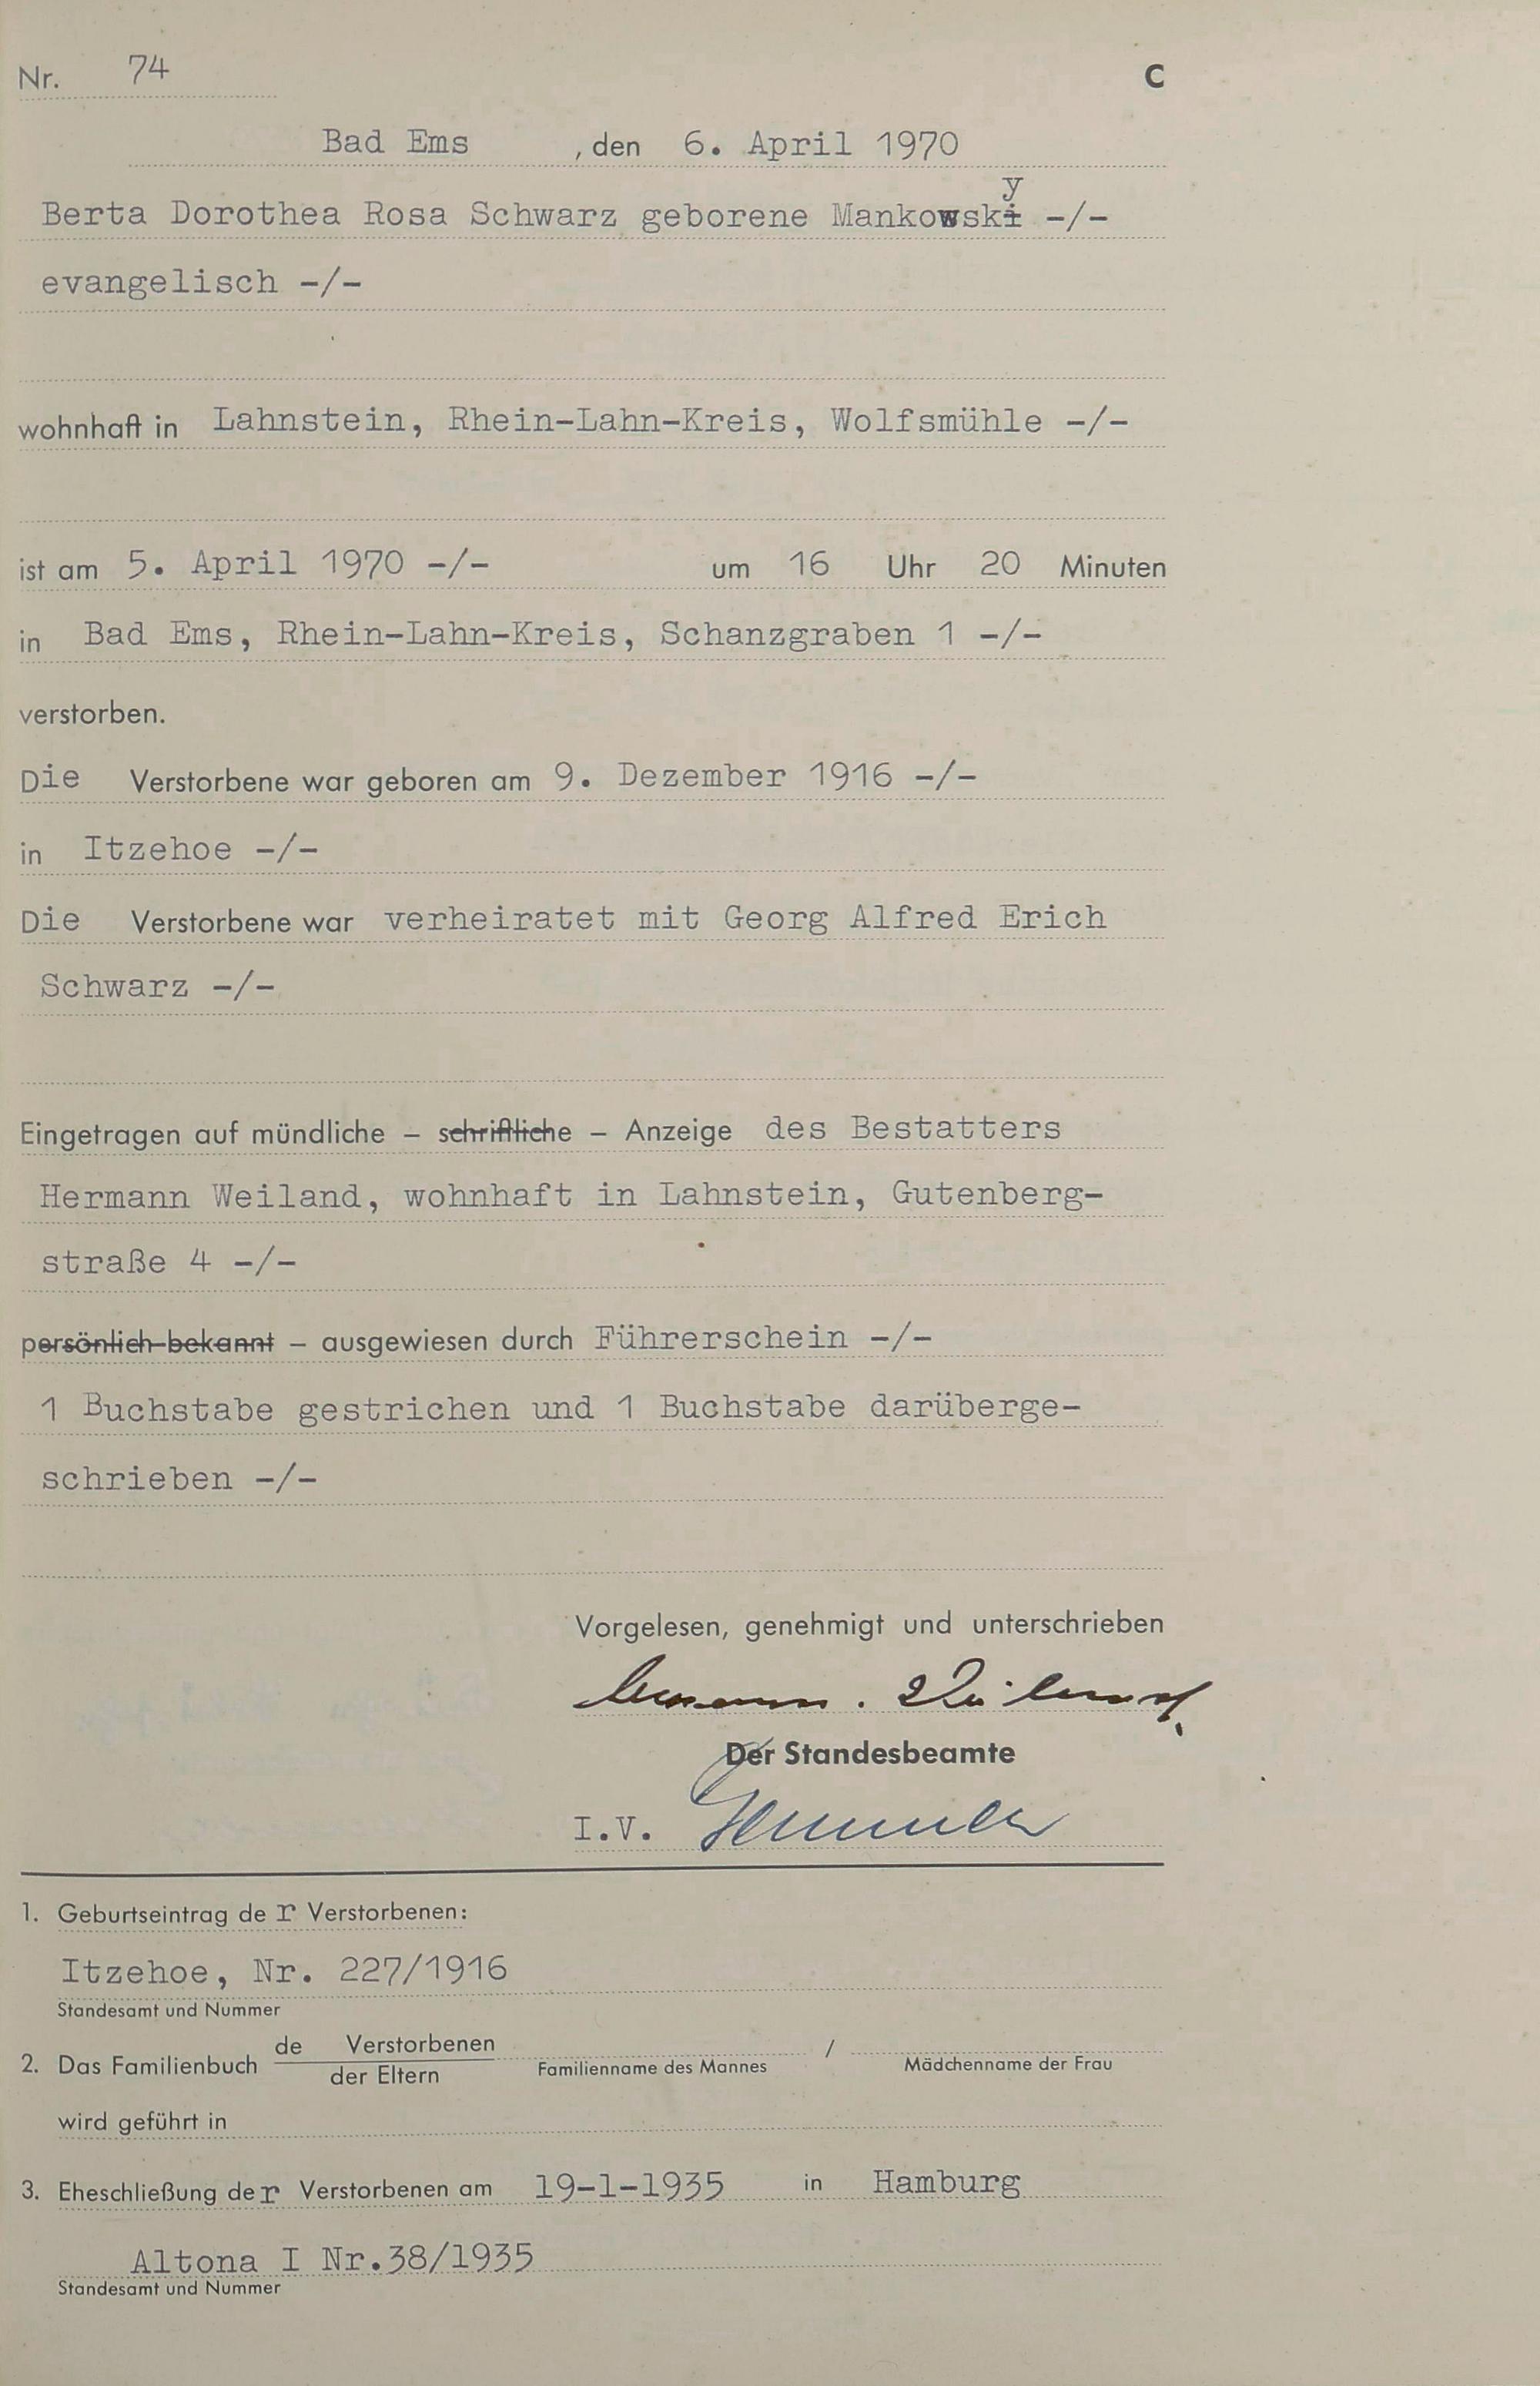 Nr. 74 C
Bad Ems , den 6. April 1970
y
Berta Dorothea Rosa Schwarz geborene Mankowski -/-
evangelisch -/-
wohnhaft in Lahnstein, Rhein-Lahn-Kreis, Wolfsmühle -/-
ist am 5. April 1970 -/- um 16 Uhr 20 Minuten
in Bad Ems, Rhein-Lahn-Kreis, Schanzgraben 1 -/-
verstorben.
Die Verstorbene war geboren am 9. Dezember 1916 -/-
in Itzehoe -/-
Die Verstorbene war verheiratet mit Georg Alfred Erich
Schwarz -/-
Eingetragen auf mündliche – schriftliche – Anzeige des Bestatters
Hermann Weiland, wohnhaft in Lahnstein, Gutenberg-
straße 4 -/-
persönlich bekannt – ausgewiesen durch Führerschein -/-
1 Buchstabe gestrichen und 1 Buchstabe darüberge-
schrieben -/-
Vorgelesen, genehmigt und unterschrieben
Der Standesbeamte
I.V.
1. Geburtseintrag der Verstorbenen:
Itzehoe, Nr. 227/1916
Standesamt und Nummer
2. Das Familienbuch de Verstorbenen /
der Eltern Familienname des Mannes Mädchenname der Frau
wird geführt in
3. Eheschließung der Verstorbenen am 19-1-1935 in Hamburg
Altona I Nr.38/1935
Standesamt und Nummer